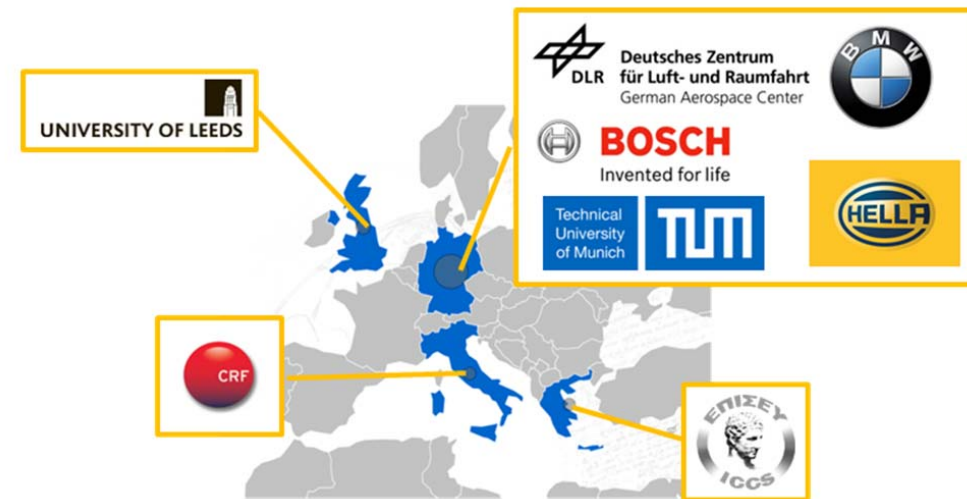 UNIVERSITY OF LEEDS
DLR
Deutsches Zentrum
für Luft- und Raumfahrt
German Aerospace Center
BMW
BOSCH
Invented for life
Technical
University
of Munich
TUM
HELLA
CRF
ΕΠΙΣΕΥ
ICCS